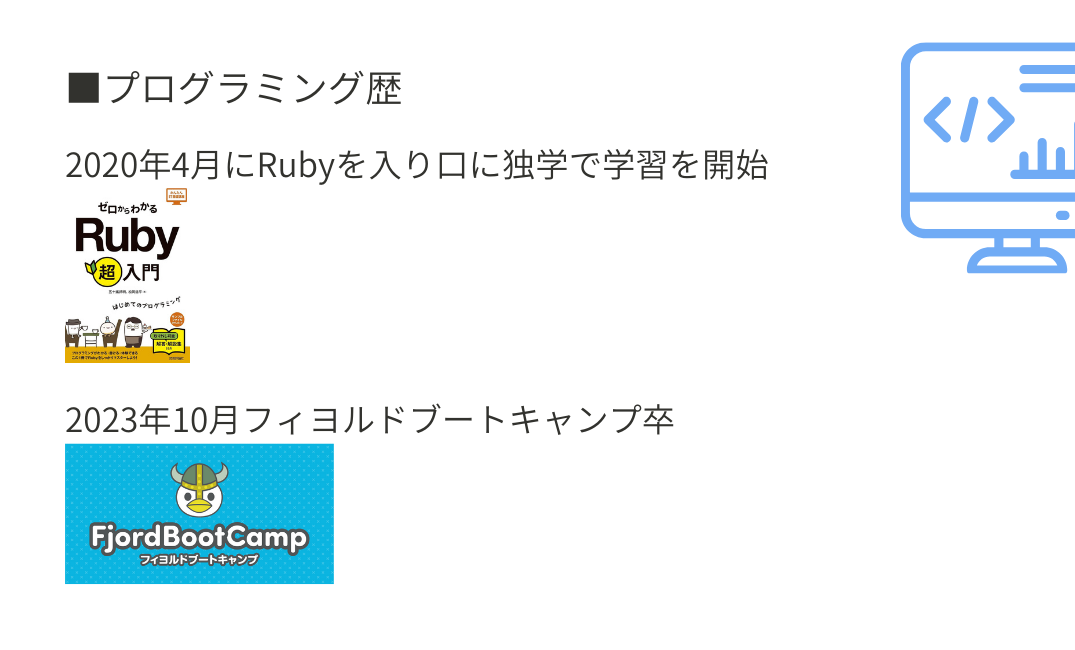 ■プログラミング歴
2020年4月にRubyを入り口に独学で学習を開始
ゼロからわかる
Ruby
超入門
はじめてのプログラミング
2023年10月フィヨルドブートキャンプ卒
</>
FjordBootCamp
フィヨルドブートキャンプ